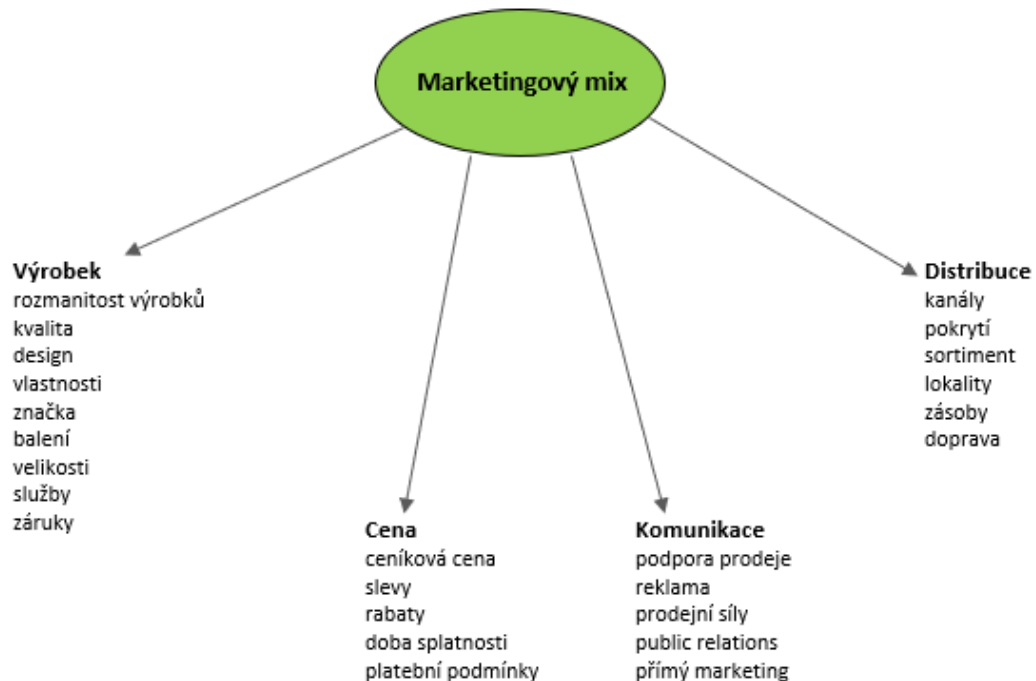 Marketingový mix
Výrobek
rozmanitost výrobků
kvalita
design
vlastnosti
značka
balení
velikosti
služby
záruky
Cena
ceníková cena
slevy
rabaty
doba splatnosti
platební podmínky
Komunikace
podpora prodeje
reklama
prodejní síly
public relations
přímý marketing
Distribuce
kanály
pokrytí
sortiment
lokality
zásoby
doprava